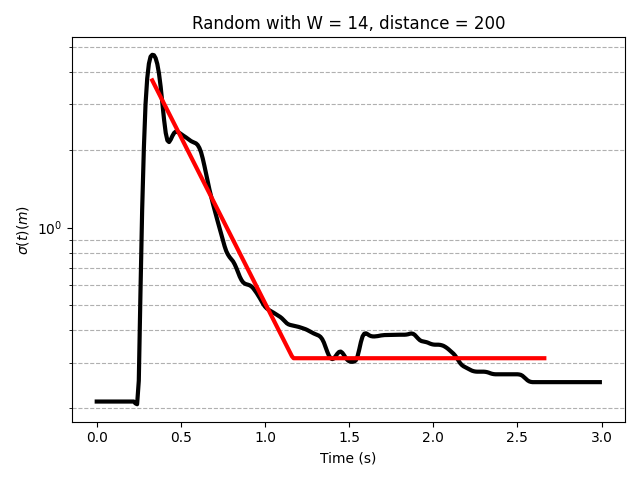 Random with W = 14, distance = 200
σ(t)(m)
10⁰
0.0 0.5 1.0 1.5 2.0 2.5 3.0
Time (s)